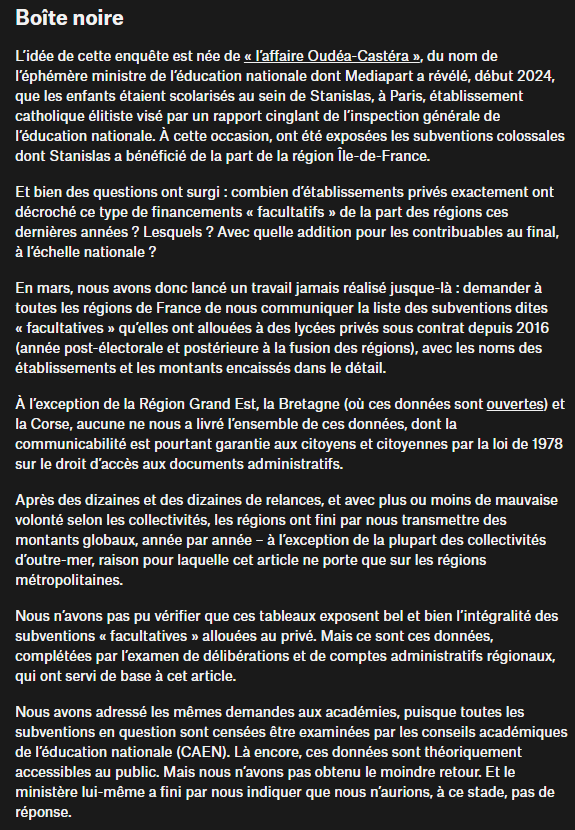 Boîte noire
L’idée de cette enquête est née de « l’affaire Oudéa-Castéra », du nom de
l’éphémère ministre de l’éducation nationale dont Mediapart a révélé, début 2024,
que les enfants étaient scolarisés au sein de Stanislas, à Paris, établissement
catholique élitiste visé par un rapport cinglant de l’inspection générale de
l’éducation nationale. À cette occasion, ont été exposées les subventions colossales
dont Stanislas a bénéficié de la part de la région Île-de-France.
Et bien des questions ont surgi : combien d’établissements privés exactement ont
décroché ce type de financements « facultatifs » de la part des régions ces
dernières années ? Lesquels ? Avec quelle addition pour les contribuables au final,
à l’échelle nationale ?
En mars, nous avons donc lancé un travail jamais réalisé jusque-là : demander à
toutes les régions de France de nous communiquer la liste des subventions dites
« facultatives » qu’elles ont allouées à des lycées privés sous contrat depuis 2016
(année post-électorale et postérieure à la fusion des régions), avec les noms des
établissements et les montants encaissés dans le détail.
À l’exception de la Région Grand Est, la Bretagne (où ces données sont ouvertes) et
la Corse, aucune ne nous a livré l’ensemble de ces données, dont la
communicabilité est pourtant garantie aux citoyens et citoyennes par la loi de 1978
sur le droit d’accès aux documents administratifs.
Après des dizaines et des dizaines de relances, et avec plus ou moins de mauvaise
volonté selon les collectivités, les régions ont fini par nous transmettre des
montants globaux, année par année – à l’exception de la plupart des collectivités
d’outre-mer, raison pour laquelle cet article ne porte que sur les régions
métropolitaines.
Nous n’avons pas pu vérifier que ces tableaux exposent bel et bien l’intégralité des
subventions « facultatives » allouées au privé. Mais ce sont ces données,
complétées par l’examen de délibérations et de comptes administratifs régionaux,
qui ont servi de base à cet article.
Nous avons adressé les mêmes demandes aux académies, puisque toutes les
subventions en question sont censées être examinées par les conseils académiques
de l’éducation nationale (CAEN). Là encore, ces données sont théoriquement
accessibles au public. Mais nous n’avons pas obtenu le moindre retour. Et le
ministère lui-même a fini par nous indiquer que nous n’aurions, à ce stade, pas de
réponse.